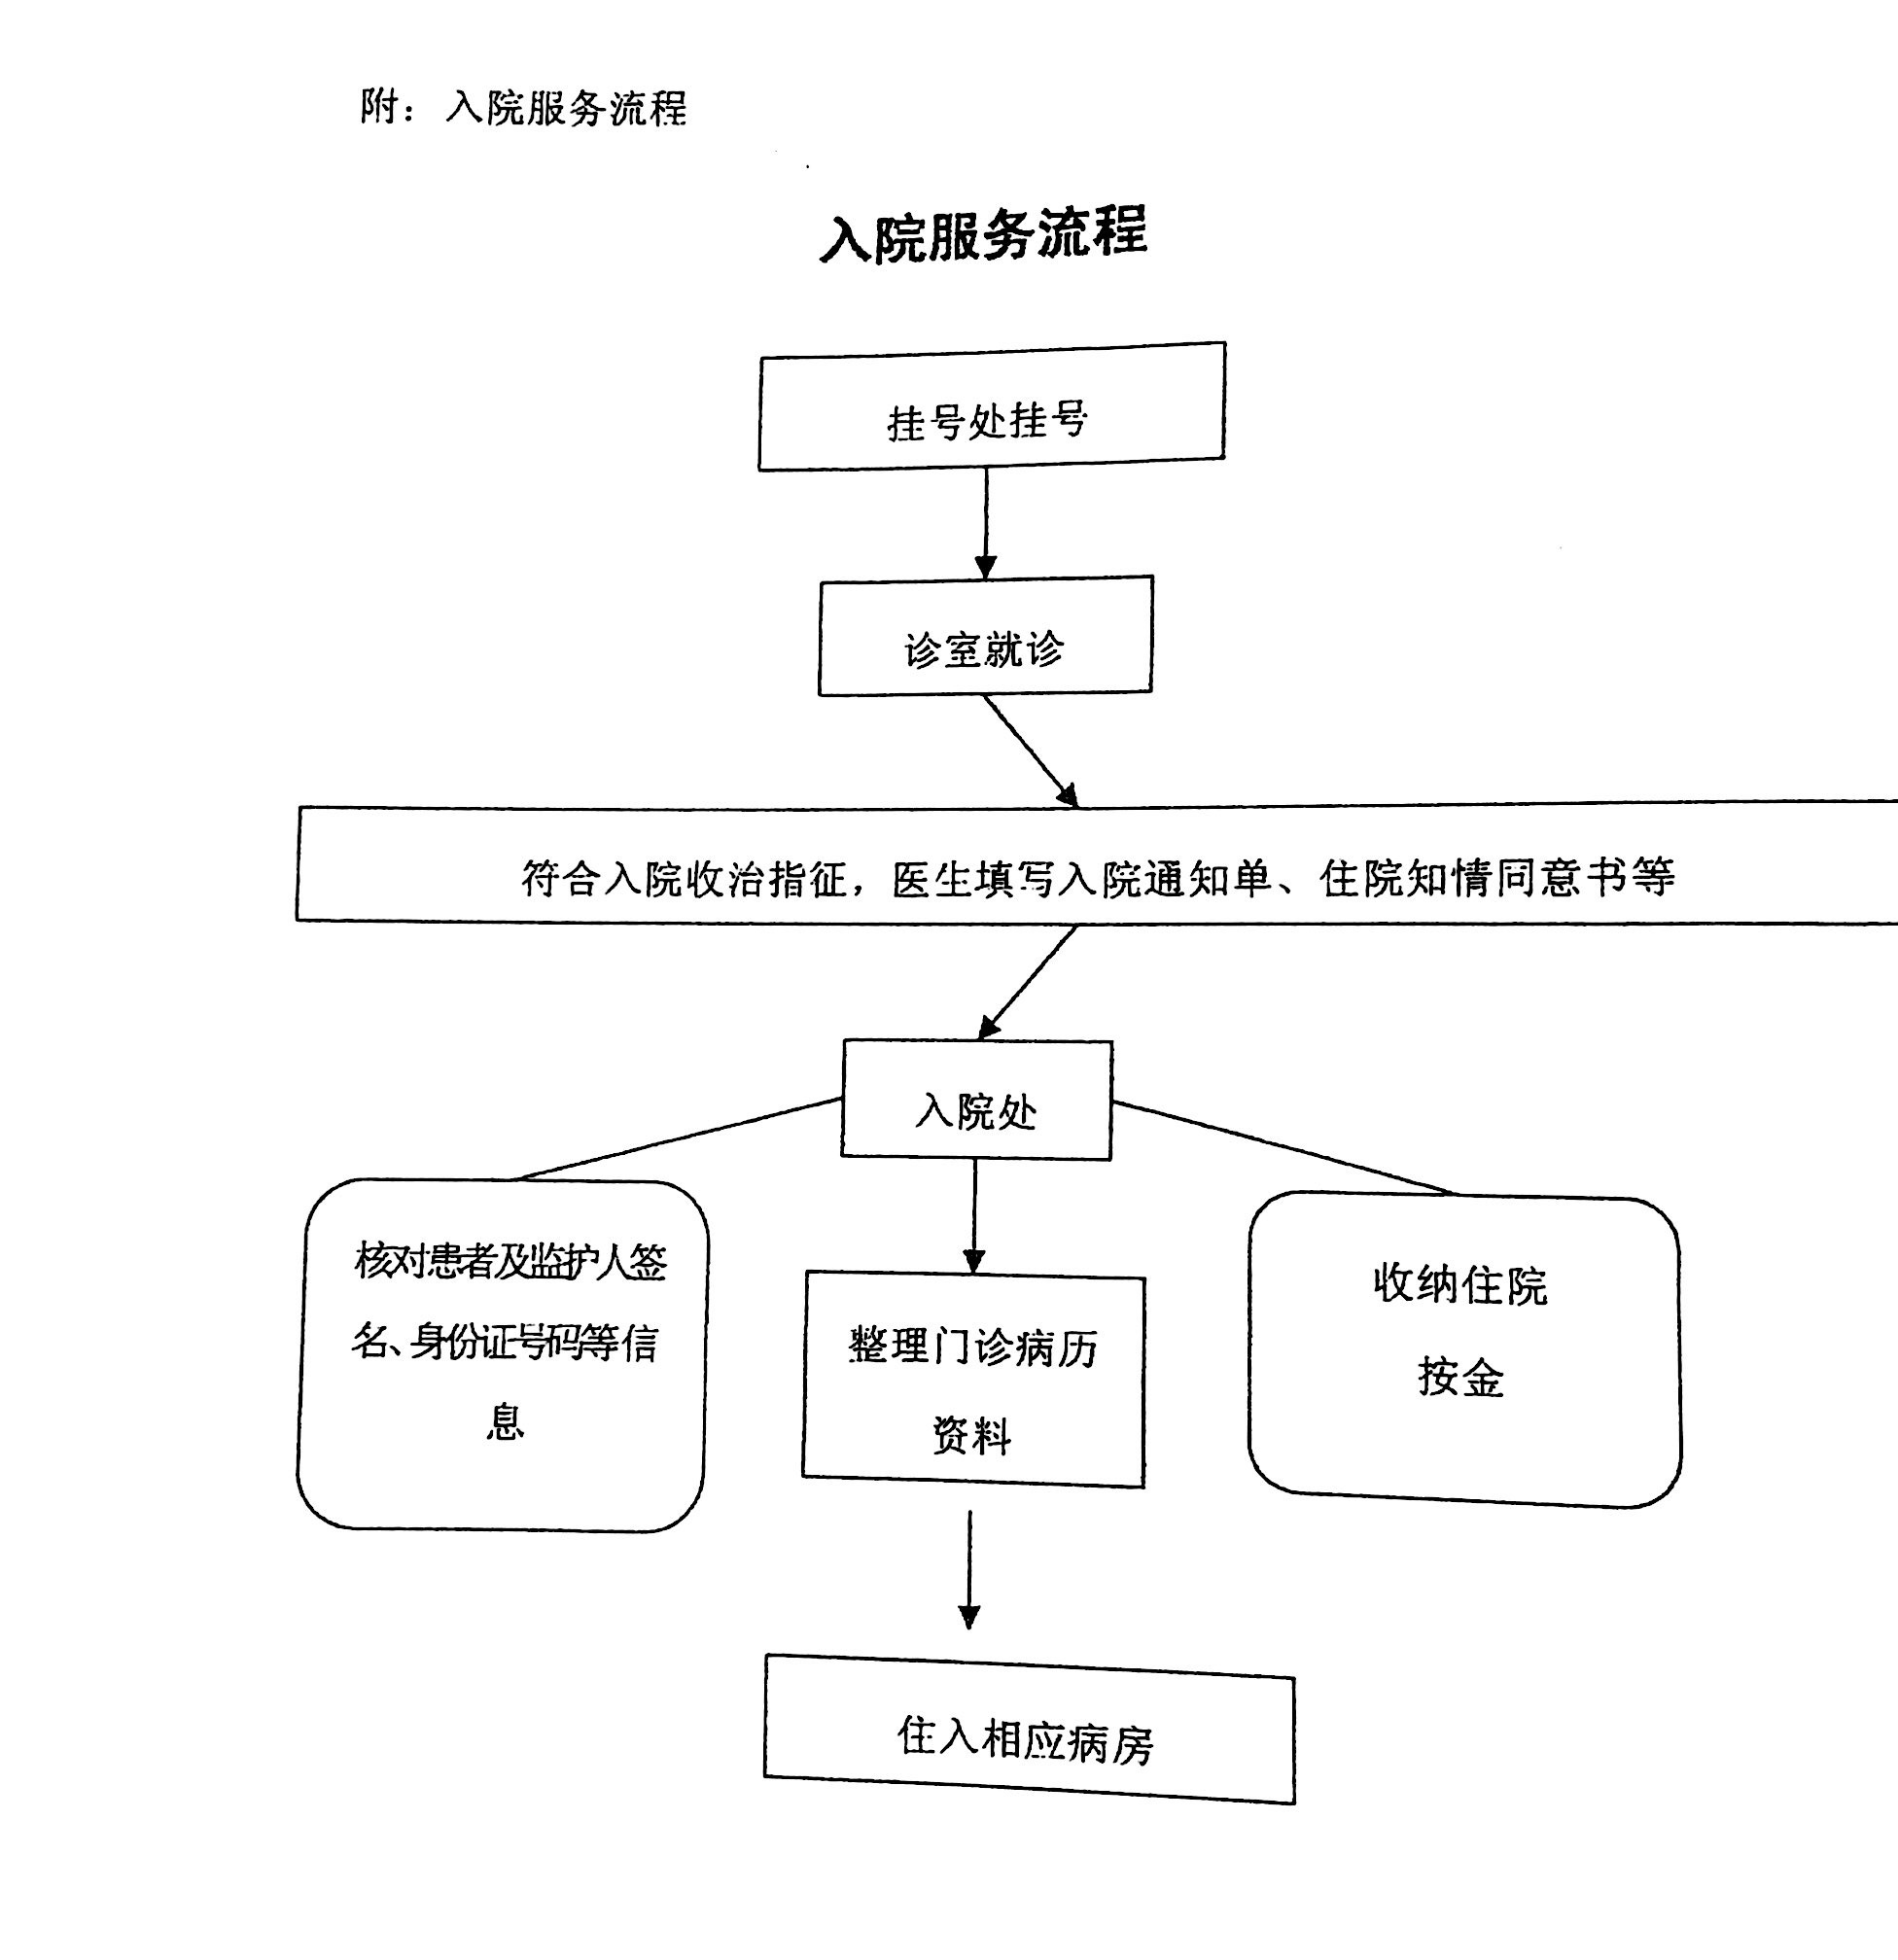 附：入院服务流程
入院服务流程
挂号处挂号
诊室就诊
符合入院收治指征，医生填写入院通知单、住院知情同意书等
入院处
核对患者及监护人签
名、身份证号码等信
息
整理门诊病历
资料
收纳住院
按金
住入相应病房